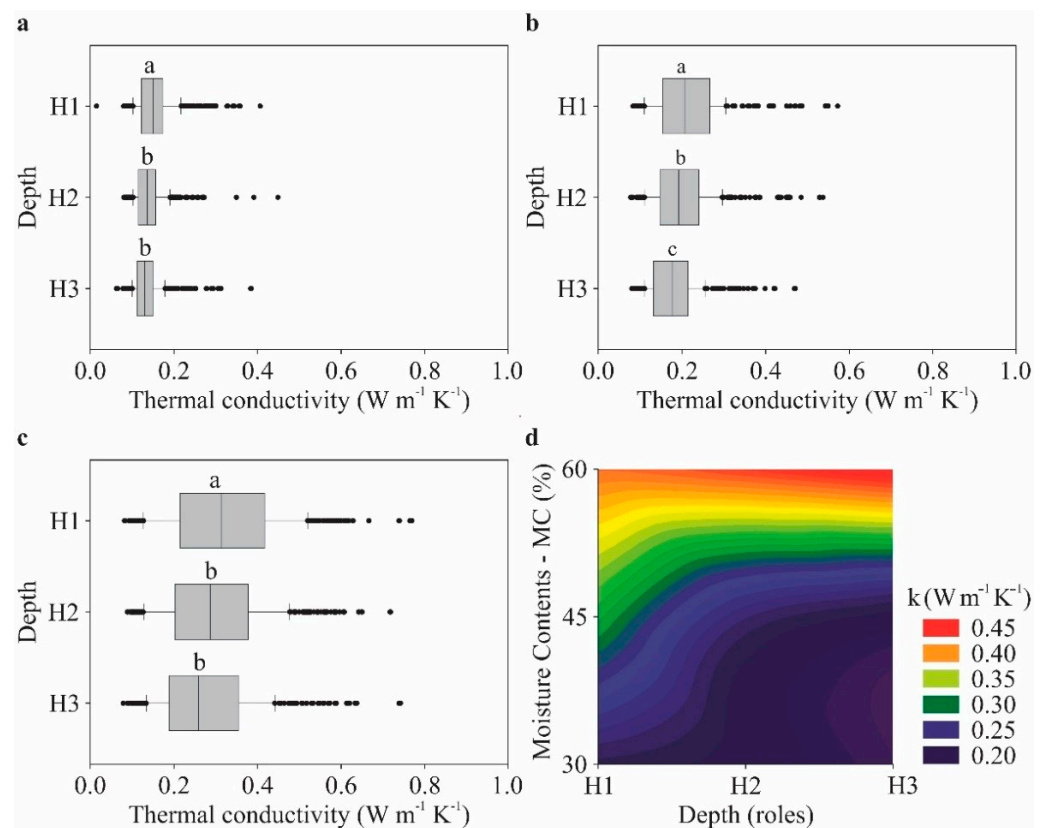 a
a
H1
b
H2
b
H3
Depth
0.0 0.2 0.4 0.6 0.8 1.0
Thermal conductivity (W m⁻¹ K⁻¹)
b
a
H1
b
H2
c
H3
Depth
0.0 0.2 0.4 0.6 0.8 1.0
Thermal conductivity (W m⁻¹ K⁻¹)
c
a
H1
b
H2
b
H3
Depth
0.0 0.2 0.4 0.6 0.8 1.0
Thermal conductivity (W m⁻¹ K⁻¹)
d
60
45
30
Moisture Contents - MC (%)
H1 H2 H3
Depth (roles)
k (W m⁻¹ K⁻¹)
0.45
0.40
0.35
0.30
0.25
0.20